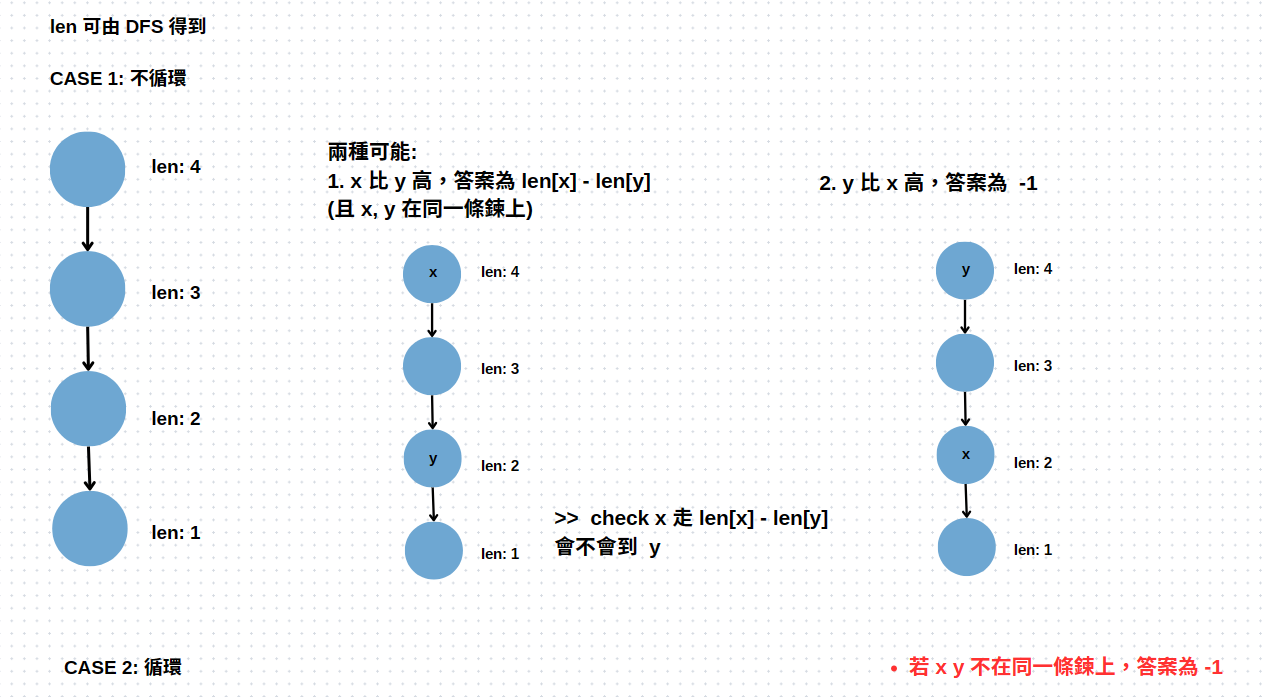 len 可由 DFS 得到
CASE 1: 不循環
len: 4
len: 3
len: 2
len: 1
兩種可能:
1. x 比 y 高，答案為 len[x] - len[y]
(且 x, y 在同一條鍊上)
x
len: 4
len: 3
y
len: 2
len: 1
>> check x 走 len[x] - len[y]
會不會到 y
2. y 比 x 高，答案為 -1
y
len: 4
len: 3
x
len: 2
len: 1
CASE 2: 循環
• 若 x y 不在同一條鍊上，答案為 -1